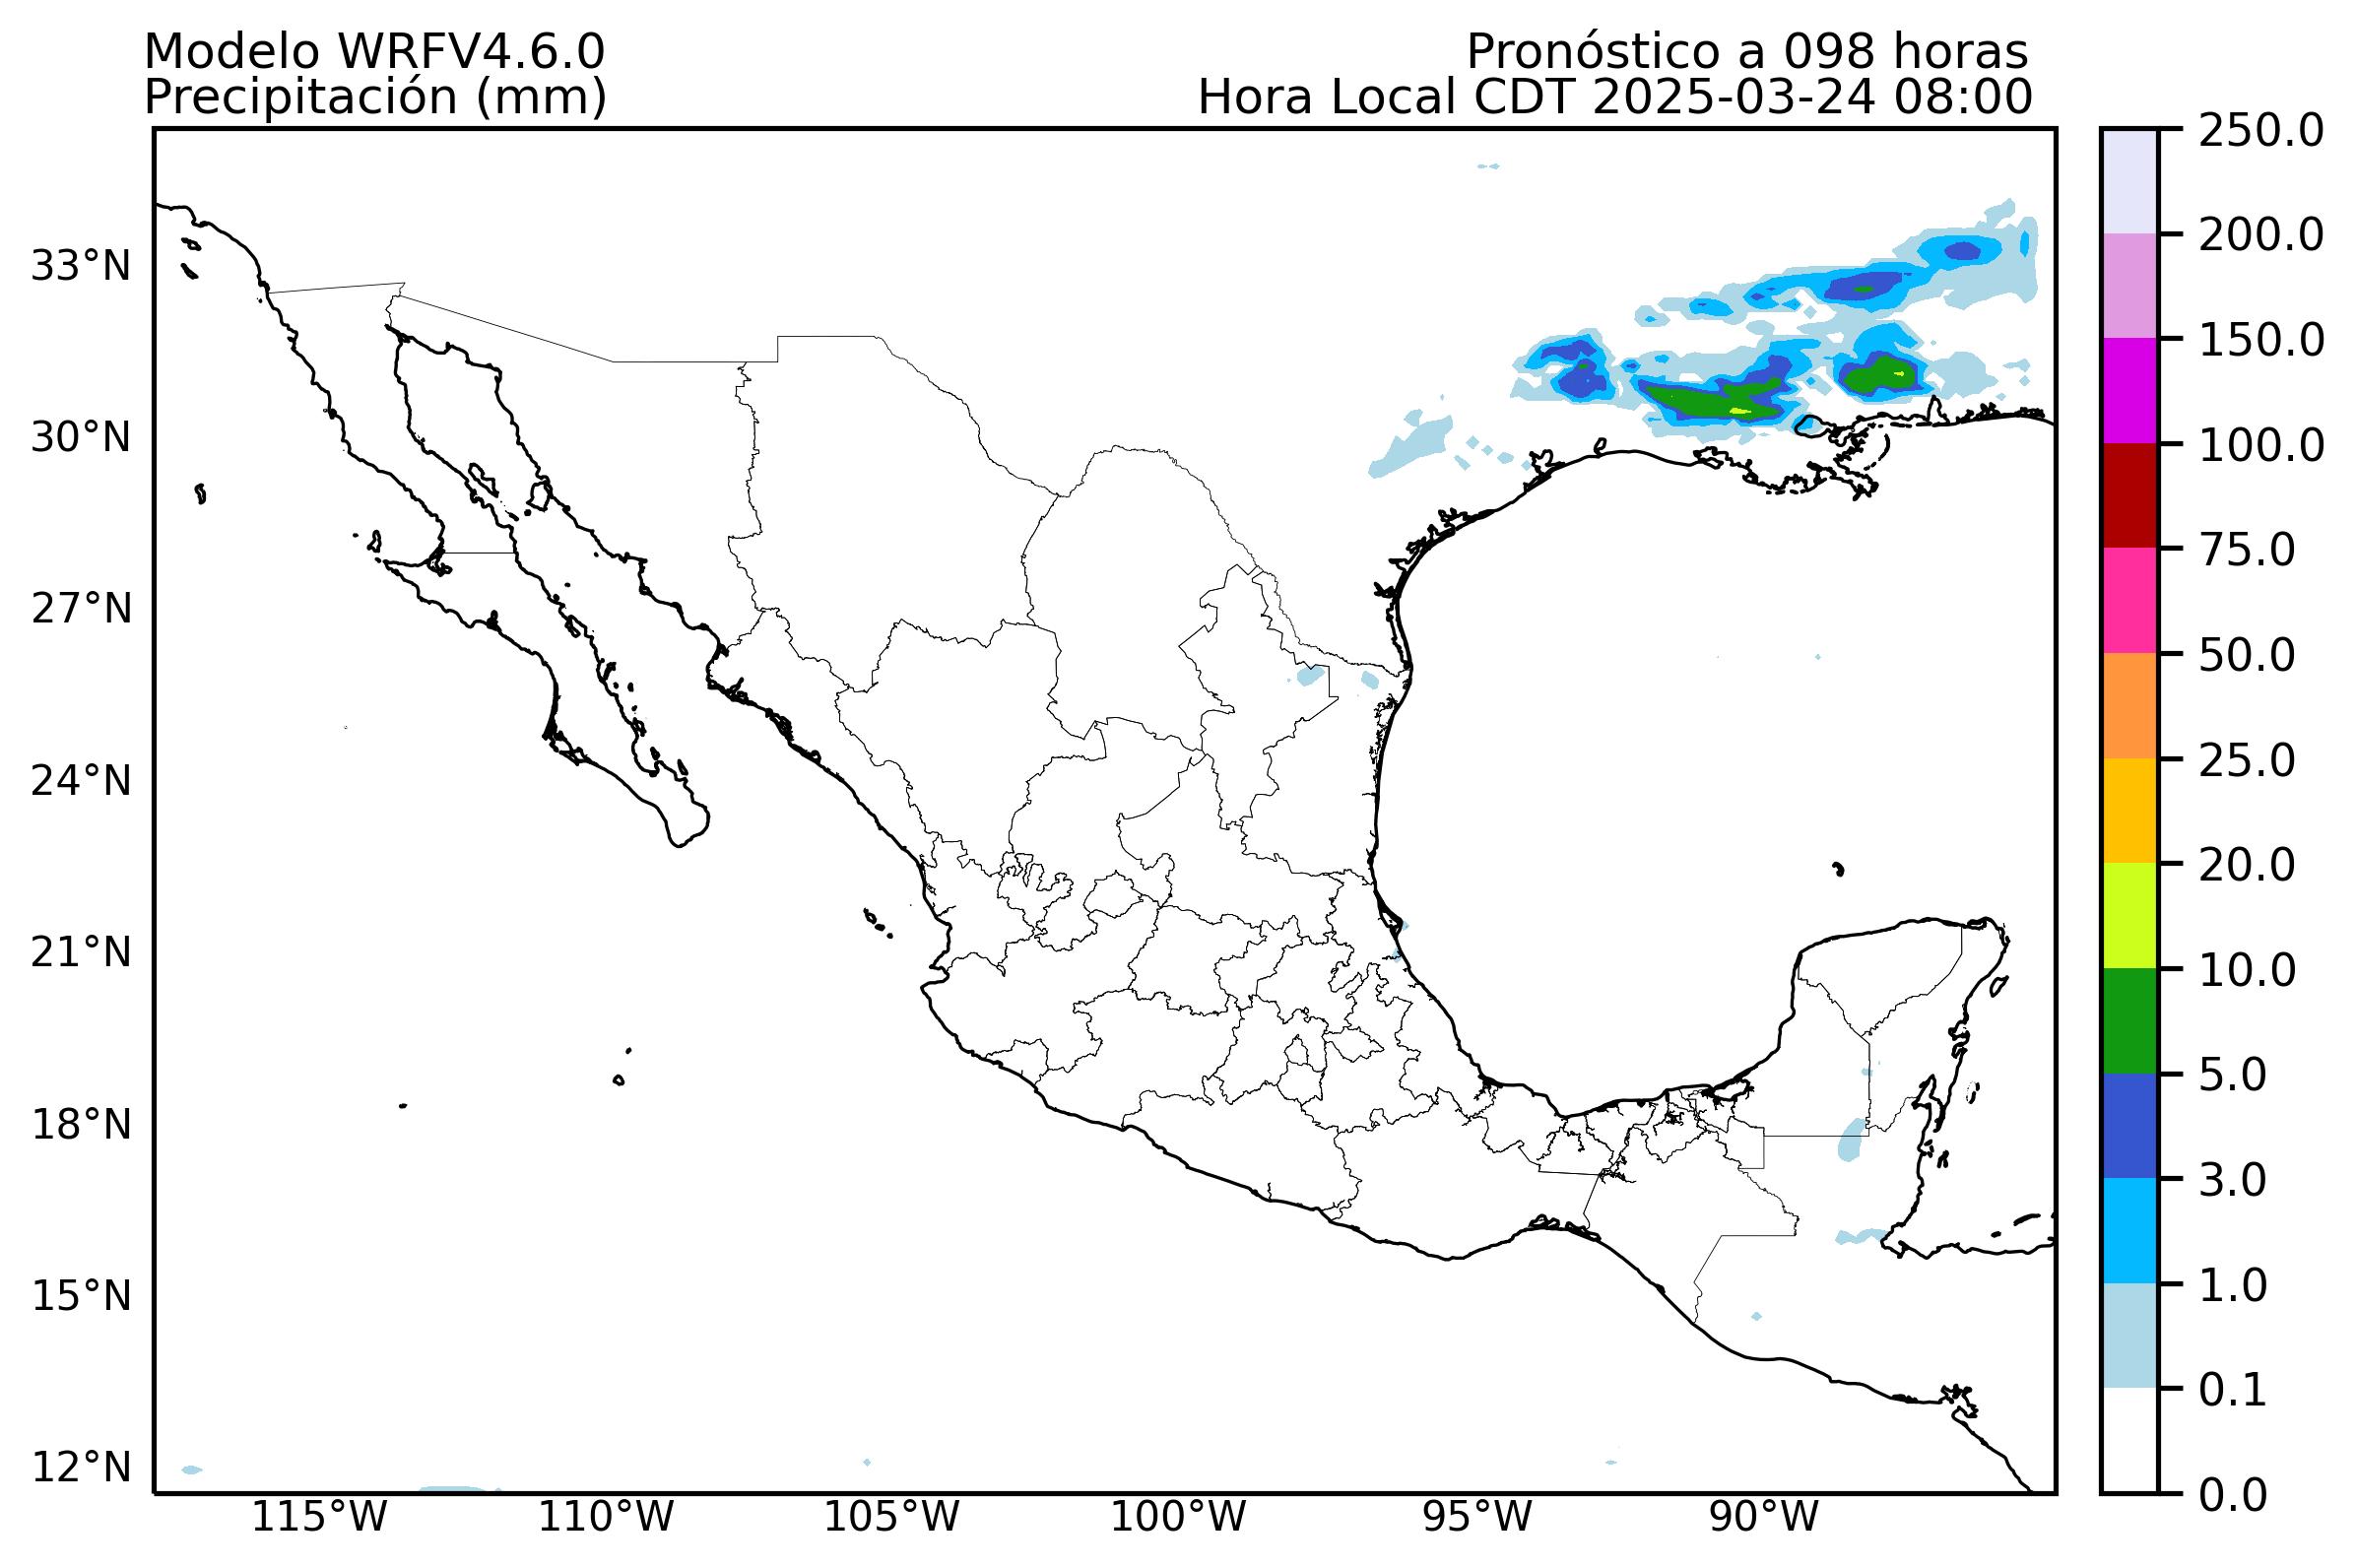 Modelo WRFV4.6.0
Precipitación (mm)
Pronóstico a 098 horas
Hora Local CDT 2025-03-24 08:00
33°N
30°N
27°N
24°N
21°N
18°N
15°N
12°N
115°W
110°W
105°W
100°W
95°W
90°W
250.0
200.0
150.0
100.0
75.0
50.0
25.0
20.0
10.0
5.0
3.0
1.0
0.1
0.0